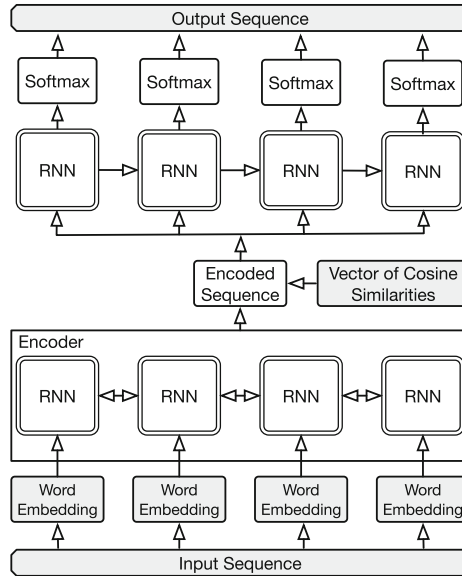 Output Sequence
Softmax Softmax Softmax Softmax
RNN RNN RNN RNN
Encoded
Sequence
Vector of Cosine
Similarities
Encoder
RNN RNN RNN RNN
Word
Embedding
Word
Embedding
Word
Embedding
Word
Embedding
Input Sequence